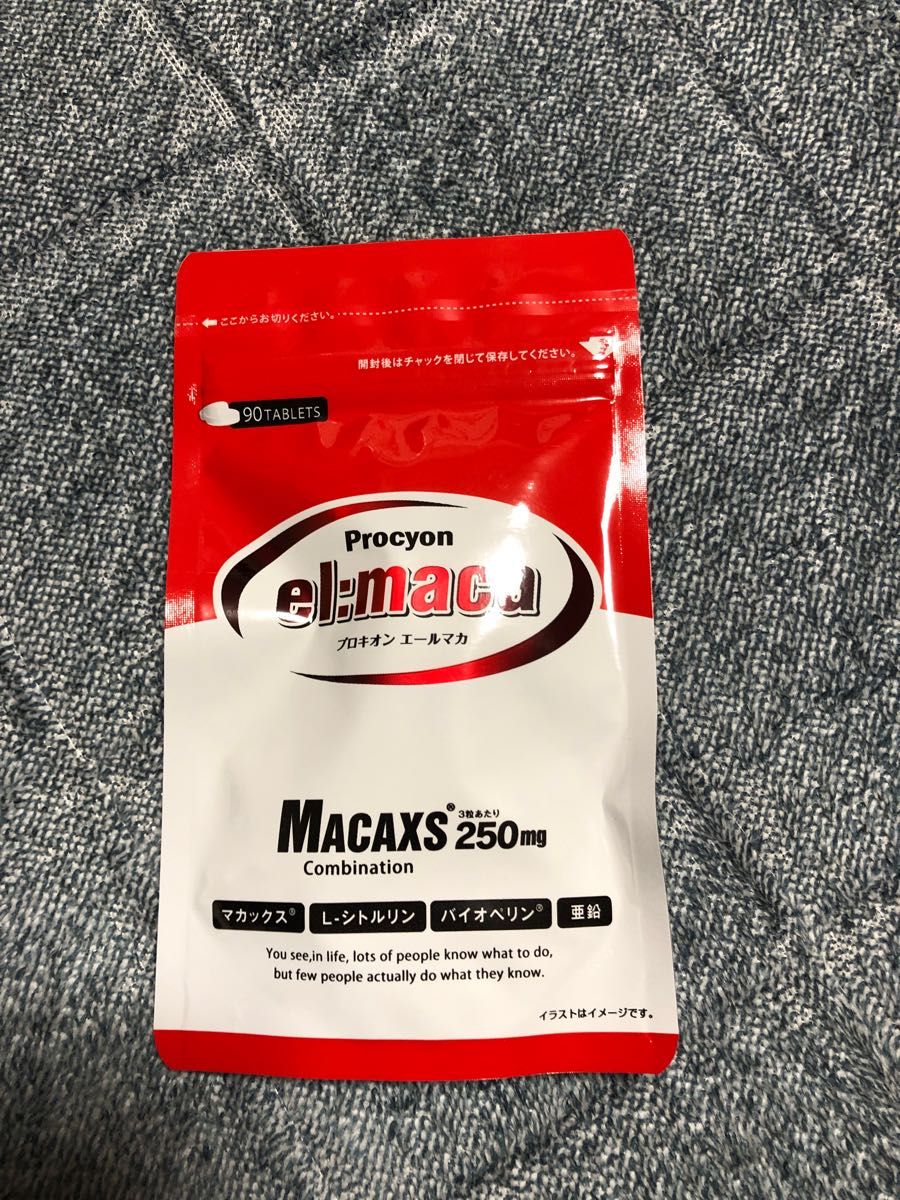 ここからお切りください。
開封後はチャックを閉じて保存してください。
90TABLETS
Procyon
el:maca
プロキオン エールマカ
MACAXS® 3粒あたり 250mg
Combination
マカックス® L-シトルリン バイオペリン® 亜鉛
You see,in life, lots of people know what to do,
but few people actually do what they know.
イラストはイメージです。